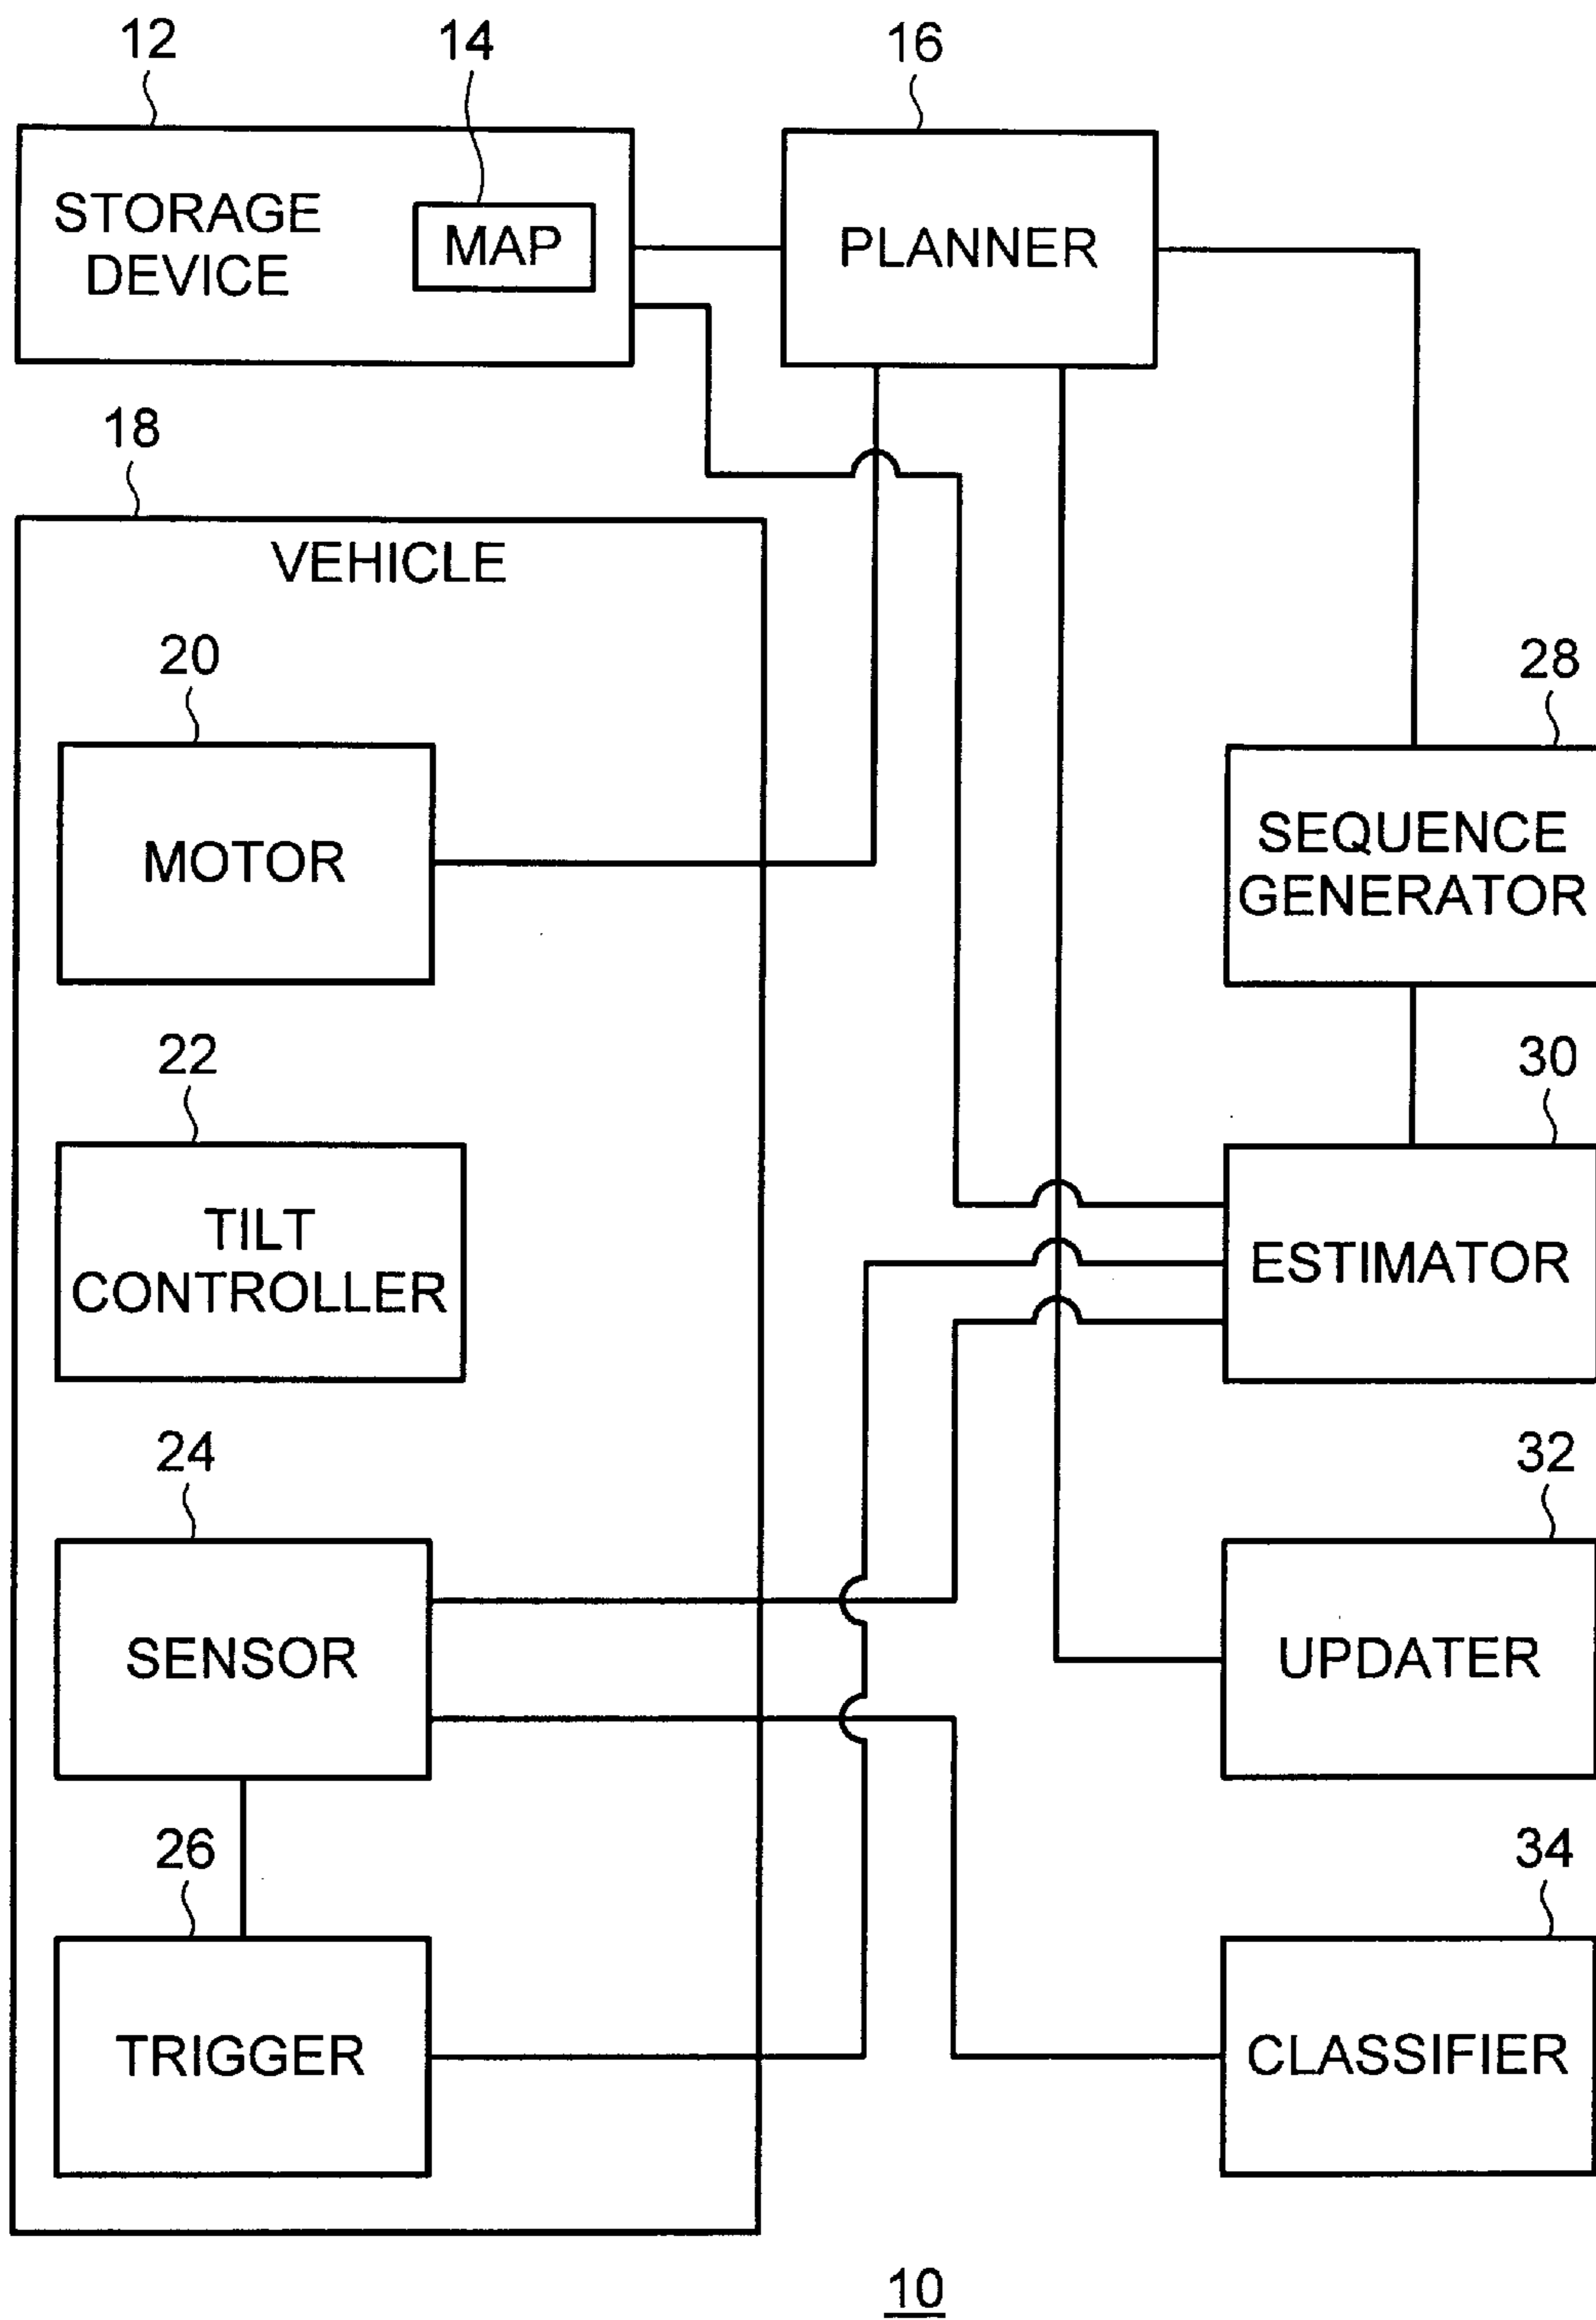 12
14
16
STORAGE
DEVICE
MAP
PLANNER
18
VEHICLE
20
28
MOTOR
SEQUENCE
GENERATOR
22
30
TILT
CONTROLLER
ESTIMATOR
24
32
SENSOR
UPDATER
26
34
TRIGGER
CLASSIFIER
10